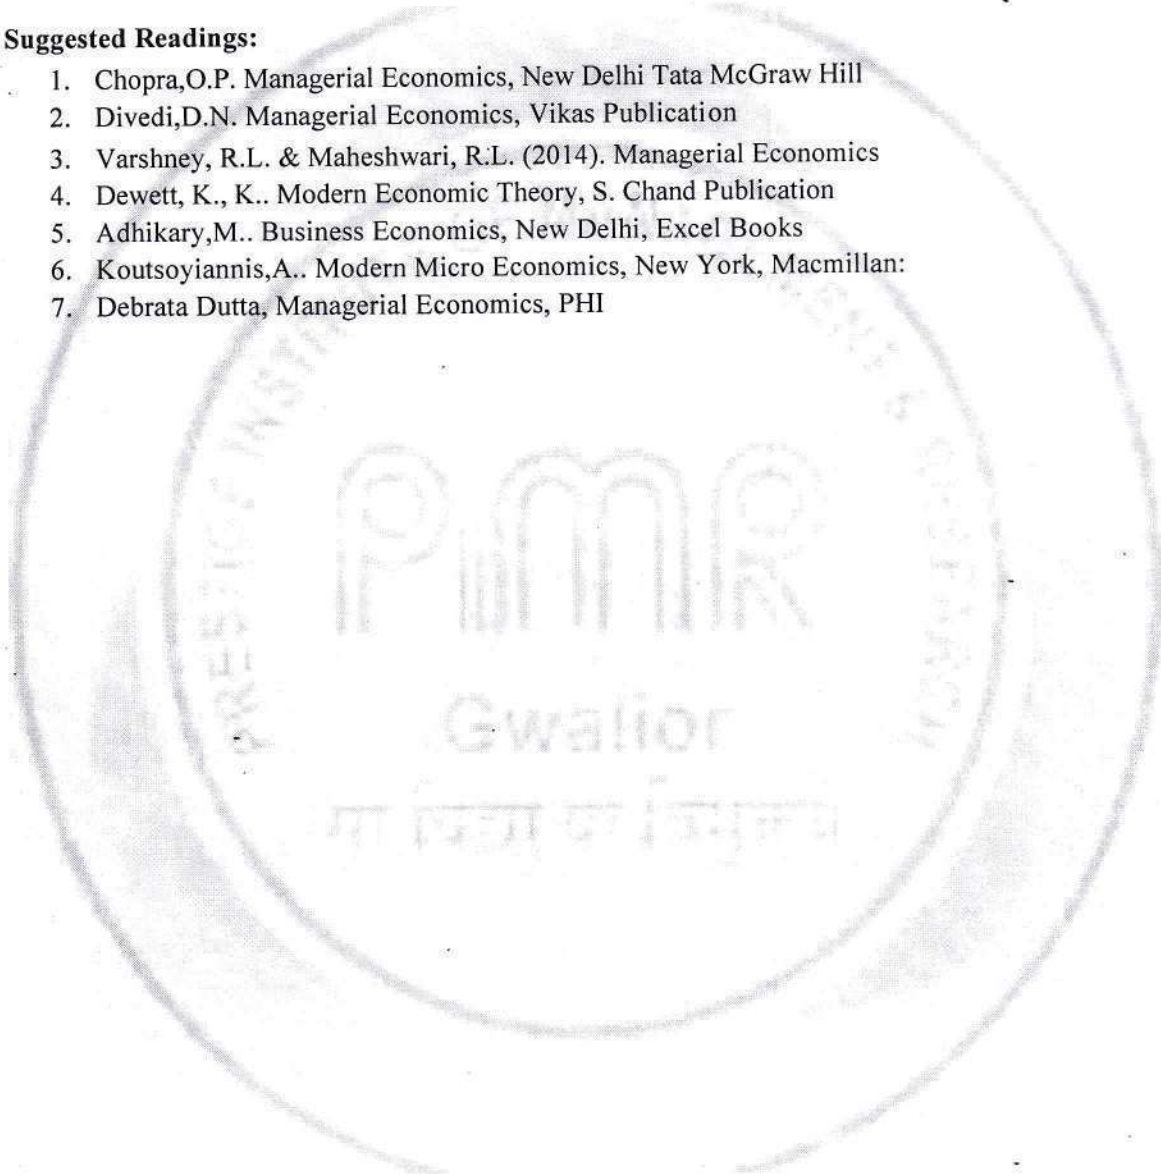 Suggested Readings:
1. Chopra,O.P. Managerial Economics, New Delhi Tata McGraw Hill
2. Divedi,D.N. Managerial Economics, Vikas Publication
3. Varshney, R.L. & Maheshwari, R.L. (2014). Managerial Economics
4. Dewett, K., K.. Modern Economic Theory, S. Chand Publication
5. Adhikary,M.. Business Economics, New Delhi, Excel Books
6. Koutsoyiannis,A.. Modern Micro Economics, New York, Macmillan:
7. Debrata Dutta, Managerial Economics, PHI
PRESTIGE INSTI
PIMR
Gwalior